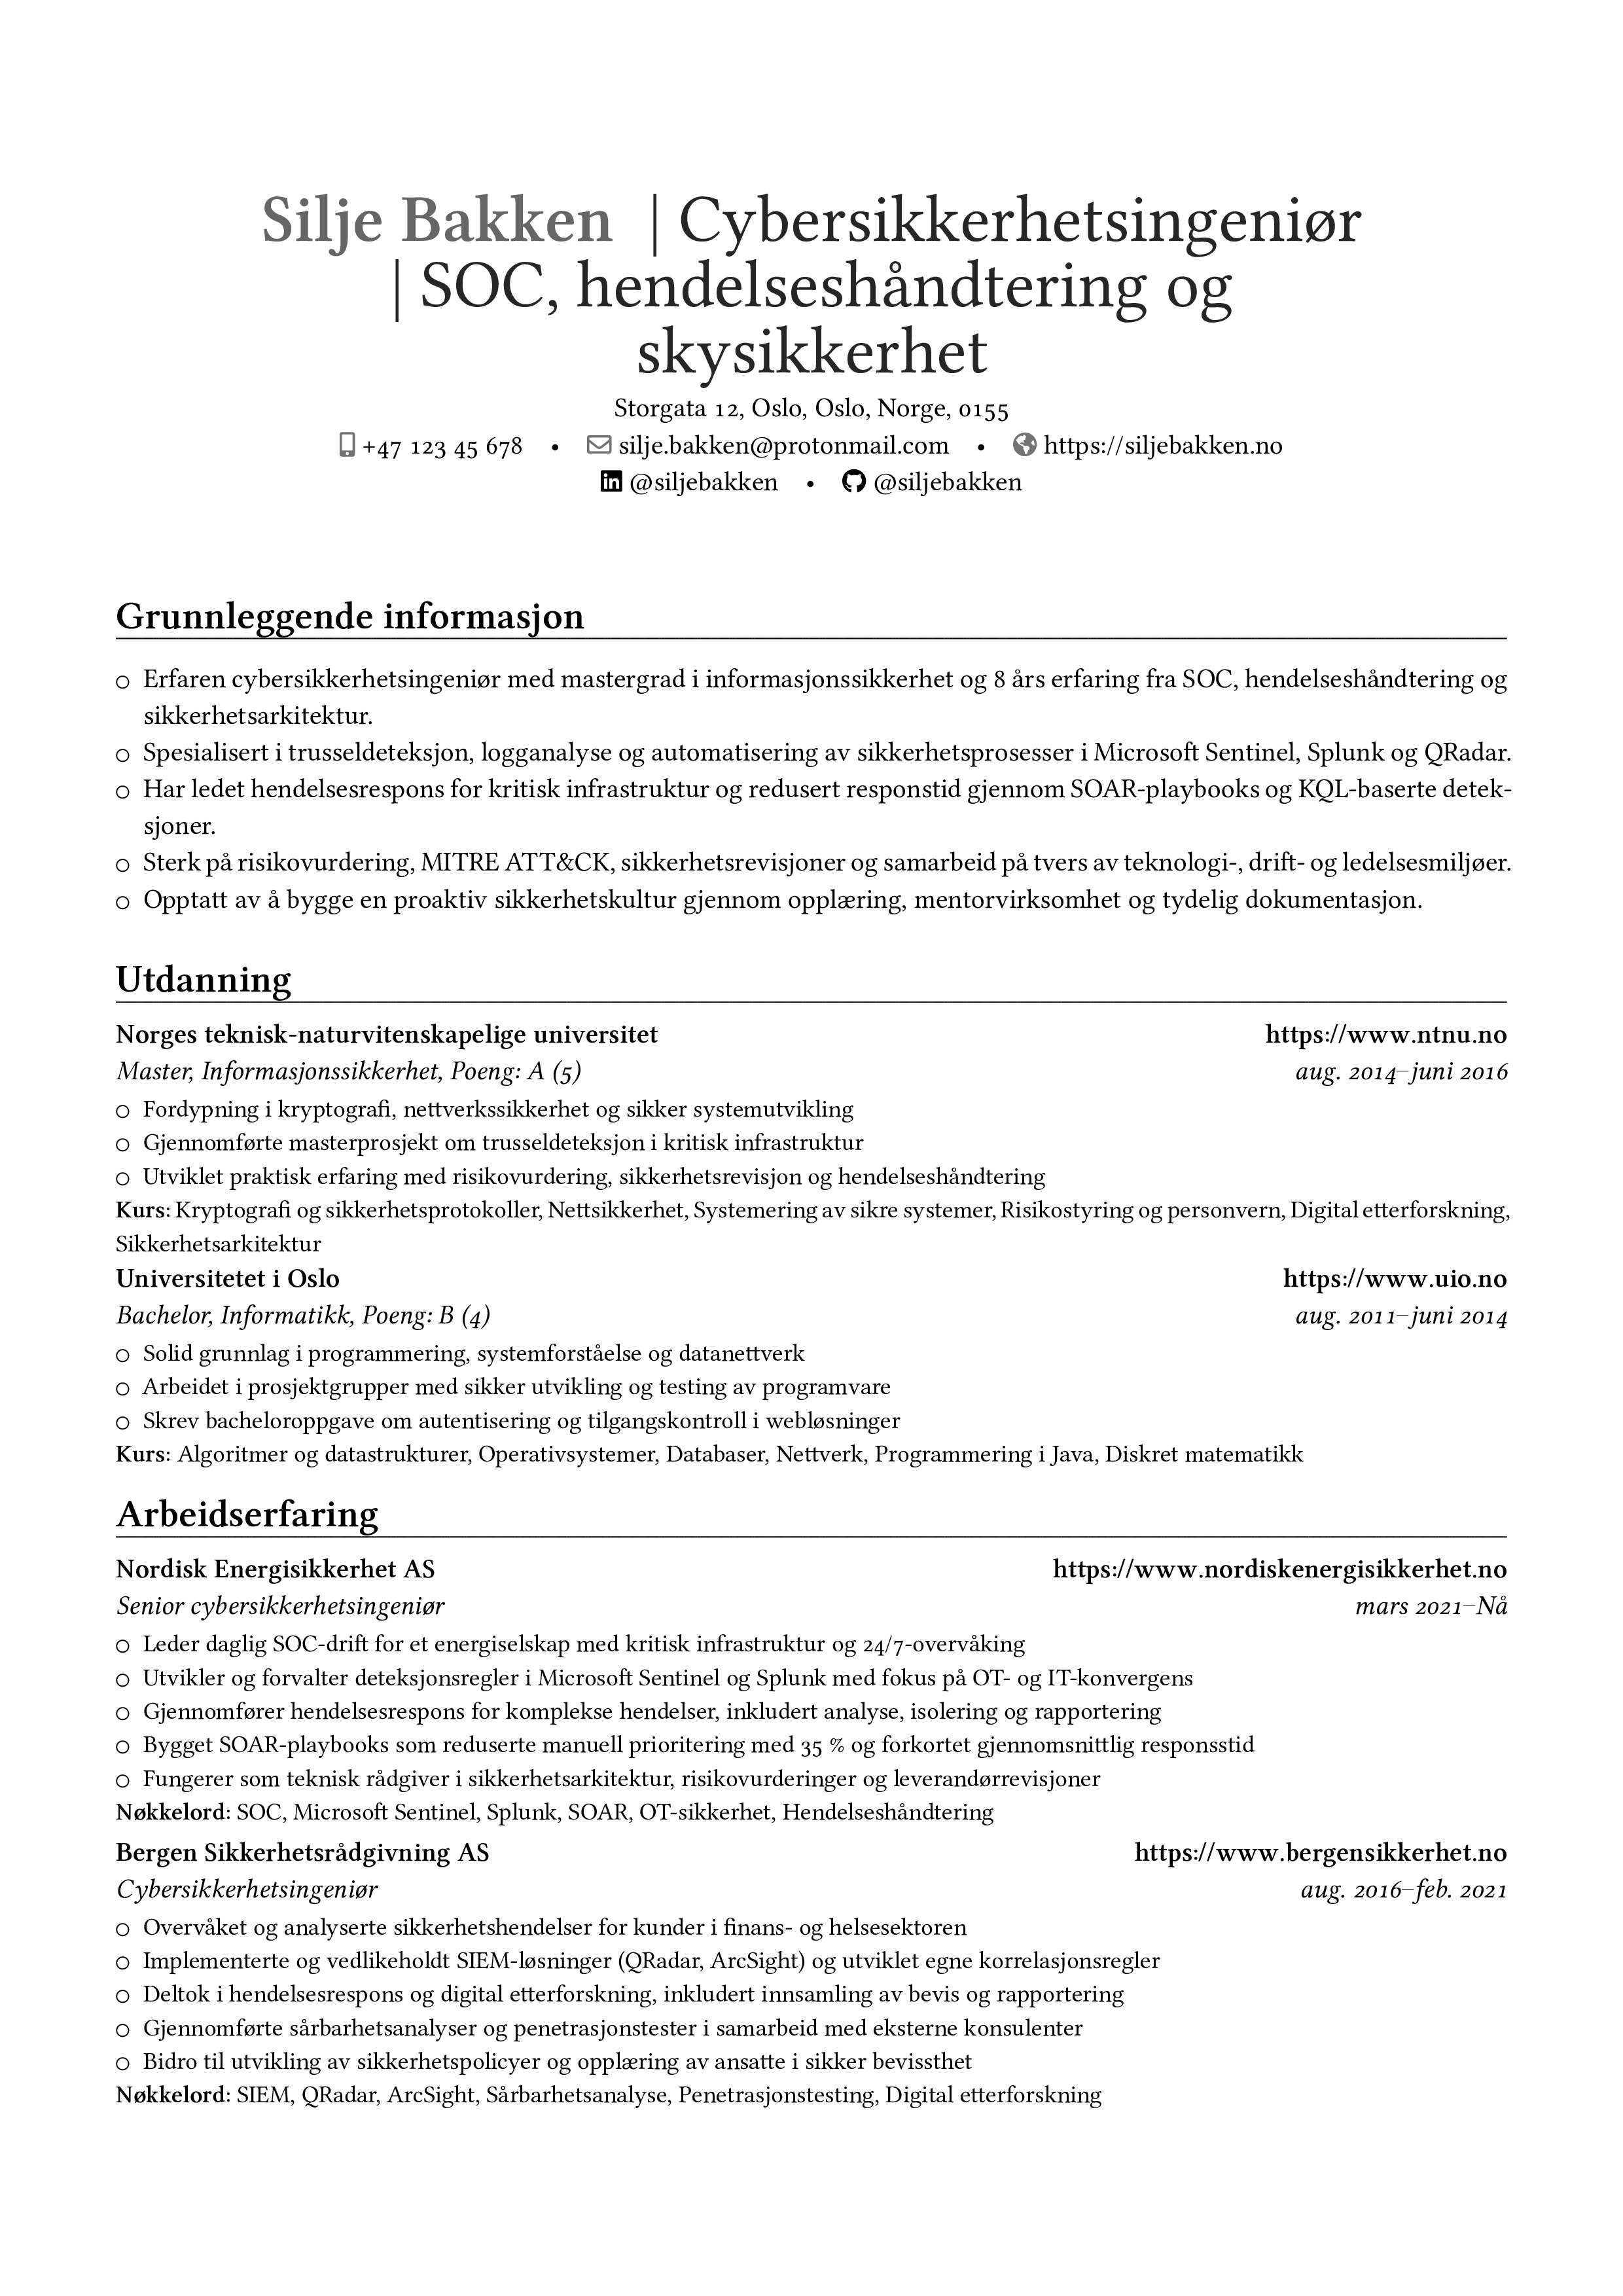 Silje Bakken | Cybersikkerhetsingeniør
| SOC, hendelseshåndtering og
skysikkerhet
Storgata 12, Oslo, Oslo, Norge, 0155
+47 123 45 678 • silje.bakken@protonmail.com • https://siljebakken.no
@siljebakken • @siljebakken
Grunnleggende informasjon
Erfaren cybersikkerhetsingeniør med mastergrad i informasjonssikkerhet og 8 års erfaring fra SOC, hendelseshåndtering og
sikkerhetsarkitektur.
Spesialisert i trusseldeteksjon, logganalyse og automatisering av sikkerhetsprosesser i Microsoft Sentinel, Splunk og QRadar.
Har ledet hendelsesrespons for kritisk infrastruktur og redusert responstid gjennom SOAR-playbooks og KQL-baserte detek-
sjoner.
Sterk på risikovurdering, MITRE ATT&CK, sikkerhetsrevisjoner og samarbeid på tvers av teknologi-, drift- og ledelsesmiljøer.
Opptatt av å bygge en proaktiv sikkerhetskultur gjennom opplæring, mentorvirksomhet og tydelig dokumentasjon.
Utdanning
Norges teknisk-naturvitenskapelige universitet https://www.ntnu.no
Master, Informasjonssikkerhet, Poeng: A (5) aug. 2014–juni 2016
Fordypning i kryptografi, nettverkssikkerhet og sikker systemutvikling
Gjennomførte masterprosjekt om trusseldeteksjon i kritisk infrastruktur
Utviklet praktisk erfaring med risikovurdering, sikkerhetsrevisjon og hendelseshåndtering
Kurs: Kryptografi og sikkerhetsprotokoller, Nettsikkerhet, Systemering av sikre systemer, Risikostyring og personvern, Digital etterforskning,
Sikkerhetsarkitektur
Universitetet i Oslo https://www.uio.no
Bachelor, Informatikk, Poeng: B (4) aug. 2011–juni 2014
Solid grunnlag i programmering, systemforståelse og datanettverk
Arbeidet i prosjektgrupper med sikker utvikling og testing av programvare
Skrev bacheloroppgave om autentisering og tilgangskontroll i webløsninger
Kurs: Algoritmer og datastrukturer, Operativsystemer, Databaser, Nettverk, Programmering i Java, Diskret matematikk
Arbeidserfaring
Nordisk Energisikkerhet AS https://www.nordiskenergisikkerhet.no
Senior cybersikkerhetsingeniør mars 2021–Nå
Leder daglig SOC-drift for et energiselskap med kritisk infrastruktur og 24/7-overvåking
Utvikler og forvalter deteksjonsregler i Microsoft Sentinel og Splunk med fokus på OT- og IT-konvergens
Gjennomfører hendelsesrespons for komplekse hendelser, inkludert analyse, isolering og rapportering
Bygget SOAR-playbooks som reduserte manuell prioritering med 35 % og forkortet gjennomsnittlig responsstid
Fungerer som teknisk rådgiver i sikkerhetsarkitektur, risikovurderinger og leverandørrevisjoner
Nøkkelord: SOC, Microsoft Sentinel, Splunk, SOAR, OT-sikkerhet, Hendelseshåndtering
Bergen Sikkerhetsrådgivning AS https://www.bergensikkerhet.no
Cybersikkerhetsingeniør aug. 2016–feb. 2021
Overvåket og analyserte sikkerhetshendelser for kunder i finans- og helsesektoren
Implementerte og vedlikeholdt SIEM-løsninger (QRadar, ArcSight) og utviklet egne korrelasjonsregler
Deltok i hendelsesrespons og digital etterforskning, inkludert innsamling av bevis og rapportering
Gjennomførte sårbarhetsanalyser og penetrasjonstester i samarbeid med eksterne konsulenter
Bidro til utvikling av sikkerhetspolicyer og opplæring av ansatte i sikker bevissthet
Nøkkelord: SIEM, QRadar, ArcSight, Sårbarhetsanalyse, Penetrasjonstesting, Digital etterforskning